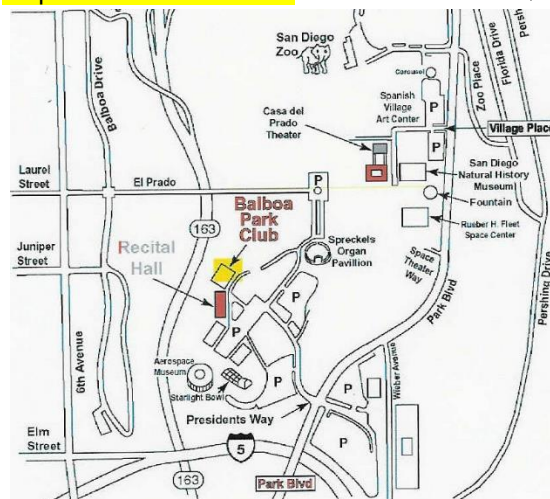 San Diego
Zoo
Carousel
Spanish
Village
Art Center
P
Zoo Place
Florida Drive
Balboa Drive
Casa del
Prado
Theater
P
Village Place
San Diego
Natural History
Museum
Laurel
Street
El Prado
P
Fountain
163
Balboa
Park
Club
Rueber H. Fleet
Space Center
Juniper
Street
Recital
Hall
Spreckels
Organ
Pavilion
Space
Theater
Way
Park Blvd
Pershing Drive
P
P
6th Avenue
Aerospace
Museum
Starlight Bowl
P
P
Wieber Avenue
Presidents Way
Elm
Street
5
P
163
Park Blvd